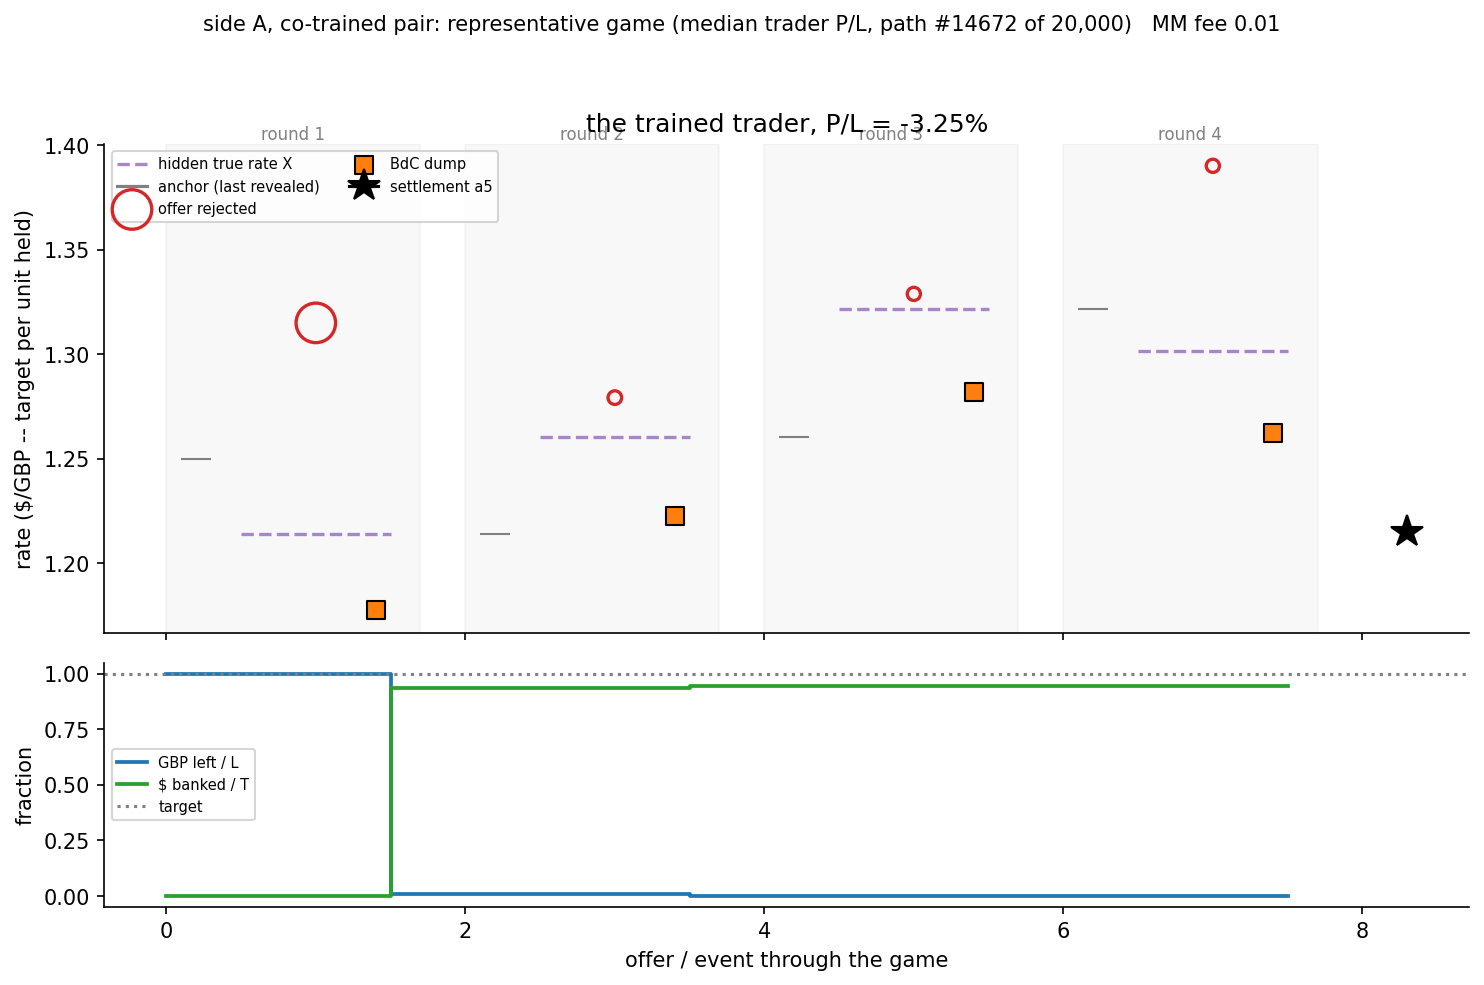 side A, co-trained pair: representative game (median trader P/L, path #14672 of 20,000)   MM fee 0.01
the trained trader, P/L = -3.25%
round 1
round 2
round 3
round 4
hidden true rate X
anchor (last revealed)
offer rejected
BdC dump
settlement a5
rate ($/GBP -- target per unit held)
1.40
1.35
1.30
1.25
1.20
fraction
1.00
0.75
0.50
0.25
0.00
GBP left / L
$ banked / T
target
0
2
4
6
8
offer / event through the game